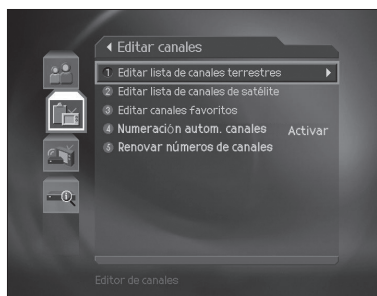 Editar canales
1 Editar lista de canales terrestres
2 Editar lista de canales de satélite
3 Editar canales favoritos
4 Numeración autom. canales Activar
5 Renovar números de canales
Editor de canales